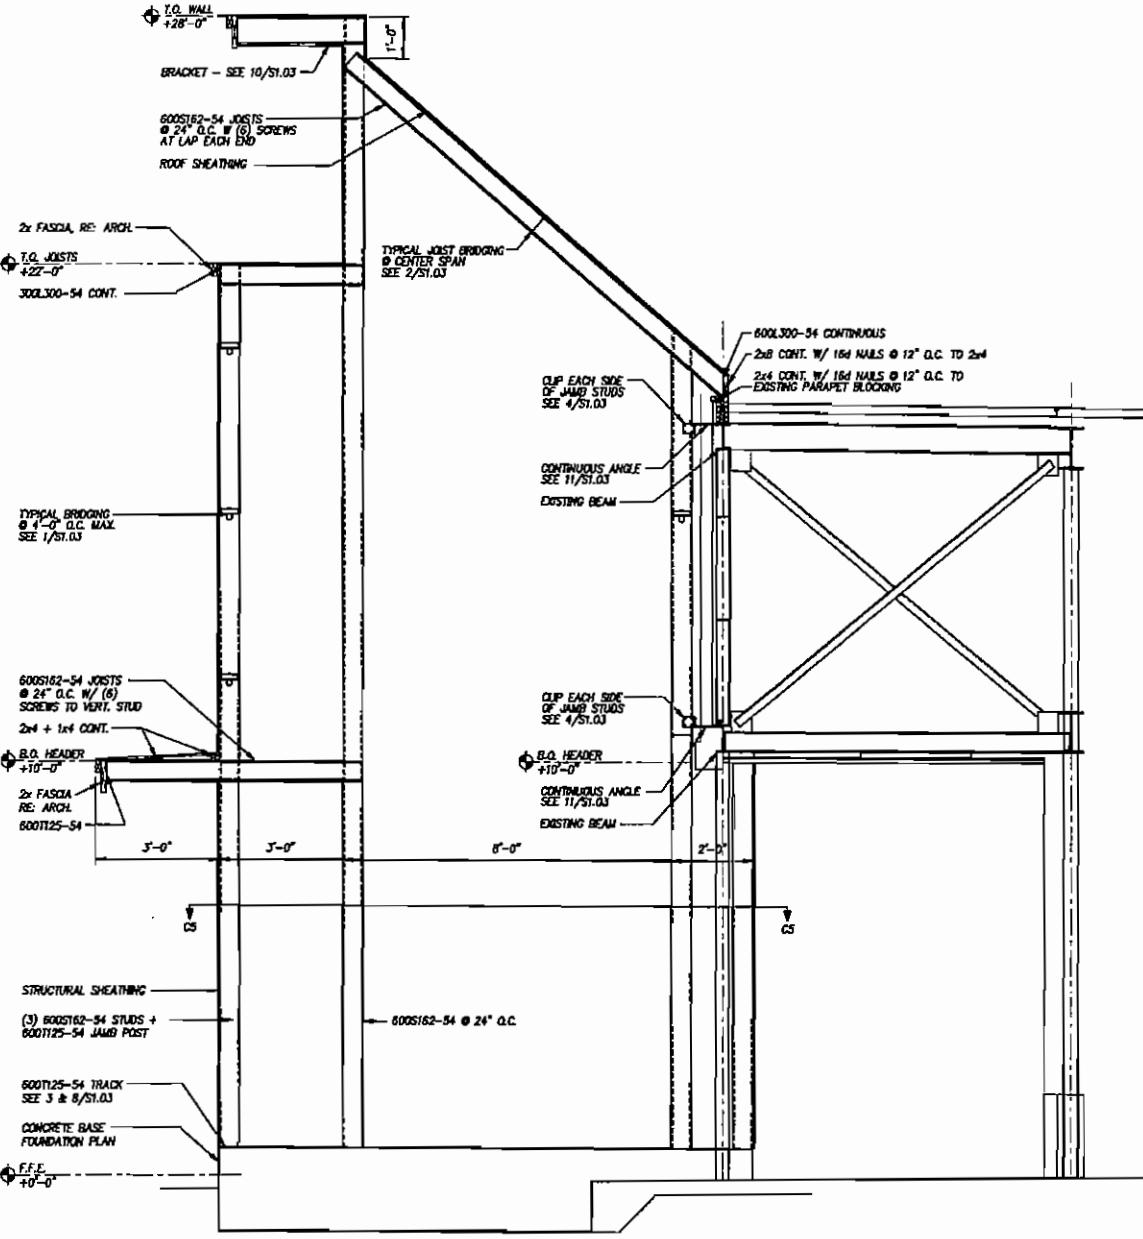 T.O. WALL
+28'-0"
1'-0"
BRACKET - SEE 10/S1.03
600S162-54 JOISTS
@ 24" O.C. W (6) SCREWS
AT LAP EACH END
ROOF SHEATHING
2x FASCIA, RE: ARCH.
T.O. JOISTS
+22'-0"
300L300-54 CONT.
TYPICAL JOIST BRIDGING
@ CENTER SPAN
SEE 2/S1.03
600L300-54 CONTINUOUS
2x8 CONT. W/ 16d NAILS @ 12" O.C. TO 2x4
2x4 CONT. W/ 16d NAILS @ 12" O.C. TO
EXISTING PARAPET BLOCKING
CLIP EACH SIDE
OF JAMB STUDS
SEE 4/S1.03
CONTINUOUS ANGLE
SEE 11/S1.03
EXISTING BEAM
TYPICAL BRIDGING
@ 4'-0" O.C. MAX.
SEE 1/S1.03
600S162-54 JOISTS
@ 24" O.C. W/ (6)
SCREWS TO VERT. STUD
2x4 + 1x4 CONT.
B.O. HEADER
+10'-0"
2x FASCIA
RE: ARCH.
600T125-54
CLIP EACH SIDE
OF JAMB STUDS
SEE 4/S1.03
B.O. HEADER
+10'-0"
CONTINUOUS ANGLE
SEE 11/S1.03
EXISTING BEAM
3'-0" 3'-0" 8'-0" 2'-0"
C5 C5
STRUCTURAL SHEATHING
(3) 600S162-54 STUDS +
600T125-54 JAMB POST
600S162-54 @ 24" O.C.
600T125-54 TRACK
SEE 3 & 8/S1.03
CONCRETE BASE
FOUNDATION PLAN
F.F.E.
+0'-0"